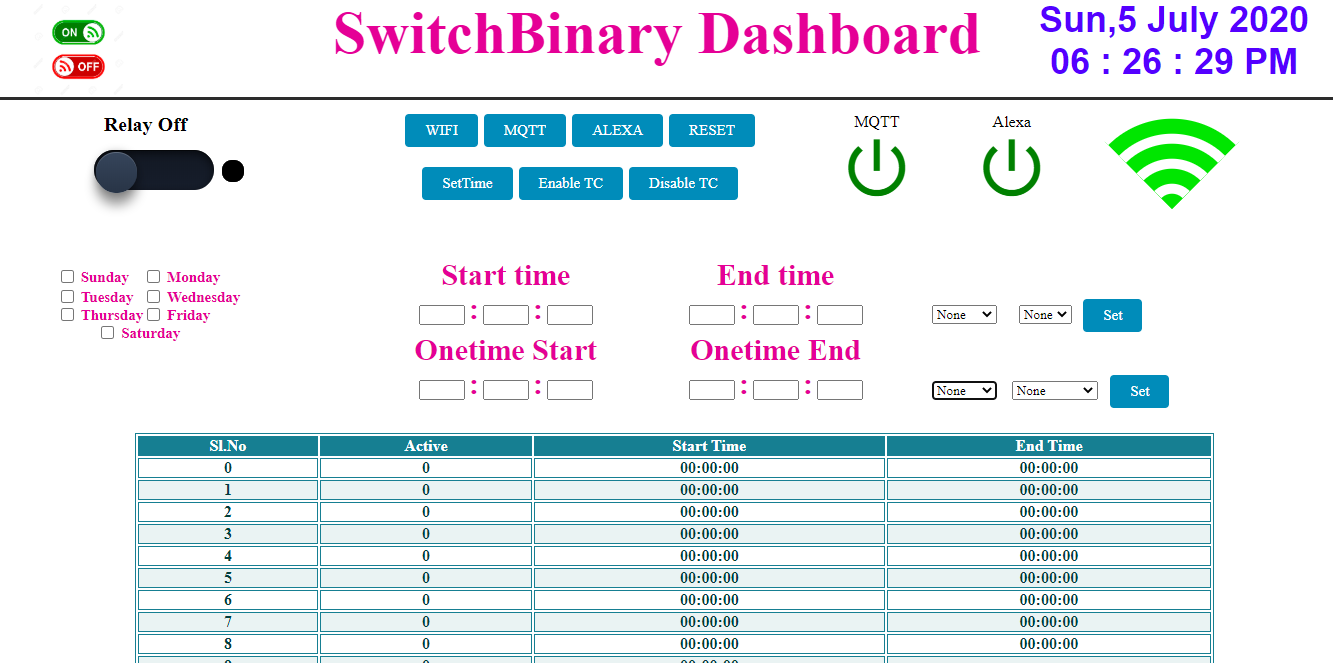 ON
OFF
SwitchBinary Dashboard
Sun,5 July 2020
06 : 26 : 29 PM
Relay Off
WIFI MQTT ALEXA RESET
SetTime Enable TC Disable TC
MQTT Alexa
Sunday Monday
Tuesday Wednesday
Thursday Friday
Saturday
Start time End time
: : : : None None Set
Onetime Start Onetime End
: : : : None None Set
Sl.No Active Start Time End Time
0 0 00:00:00 00:00:00
1 0 00:00:00 00:00:00
2 0 00:00:00 00:00:00
3 0 00:00:00 00:00:00
4 0 00:00:00 00:00:00
5 0 00:00:00 00:00:00
6 0 00:00:00 00:00:00
7 0 00:00:00 00:00:00
8 0 00:00:00 00:00:00